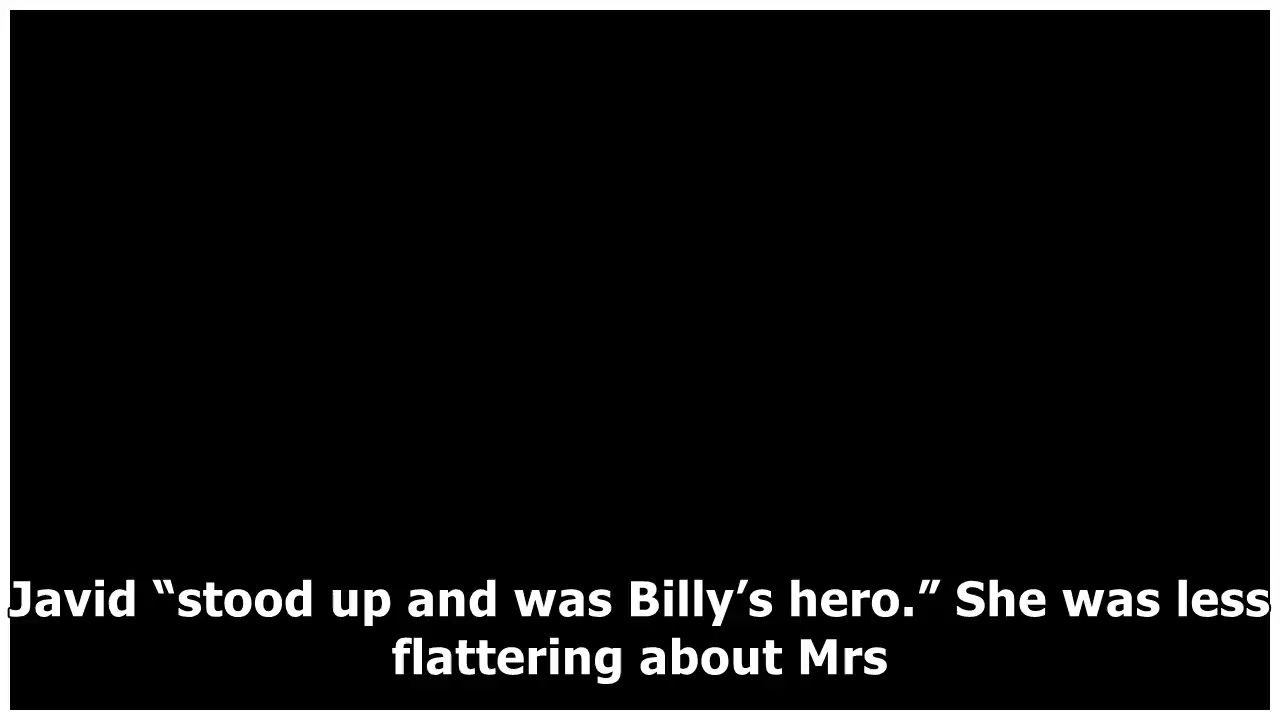 Javid “stood up and was Billy’s hero.” She was less
flattering about Mrs